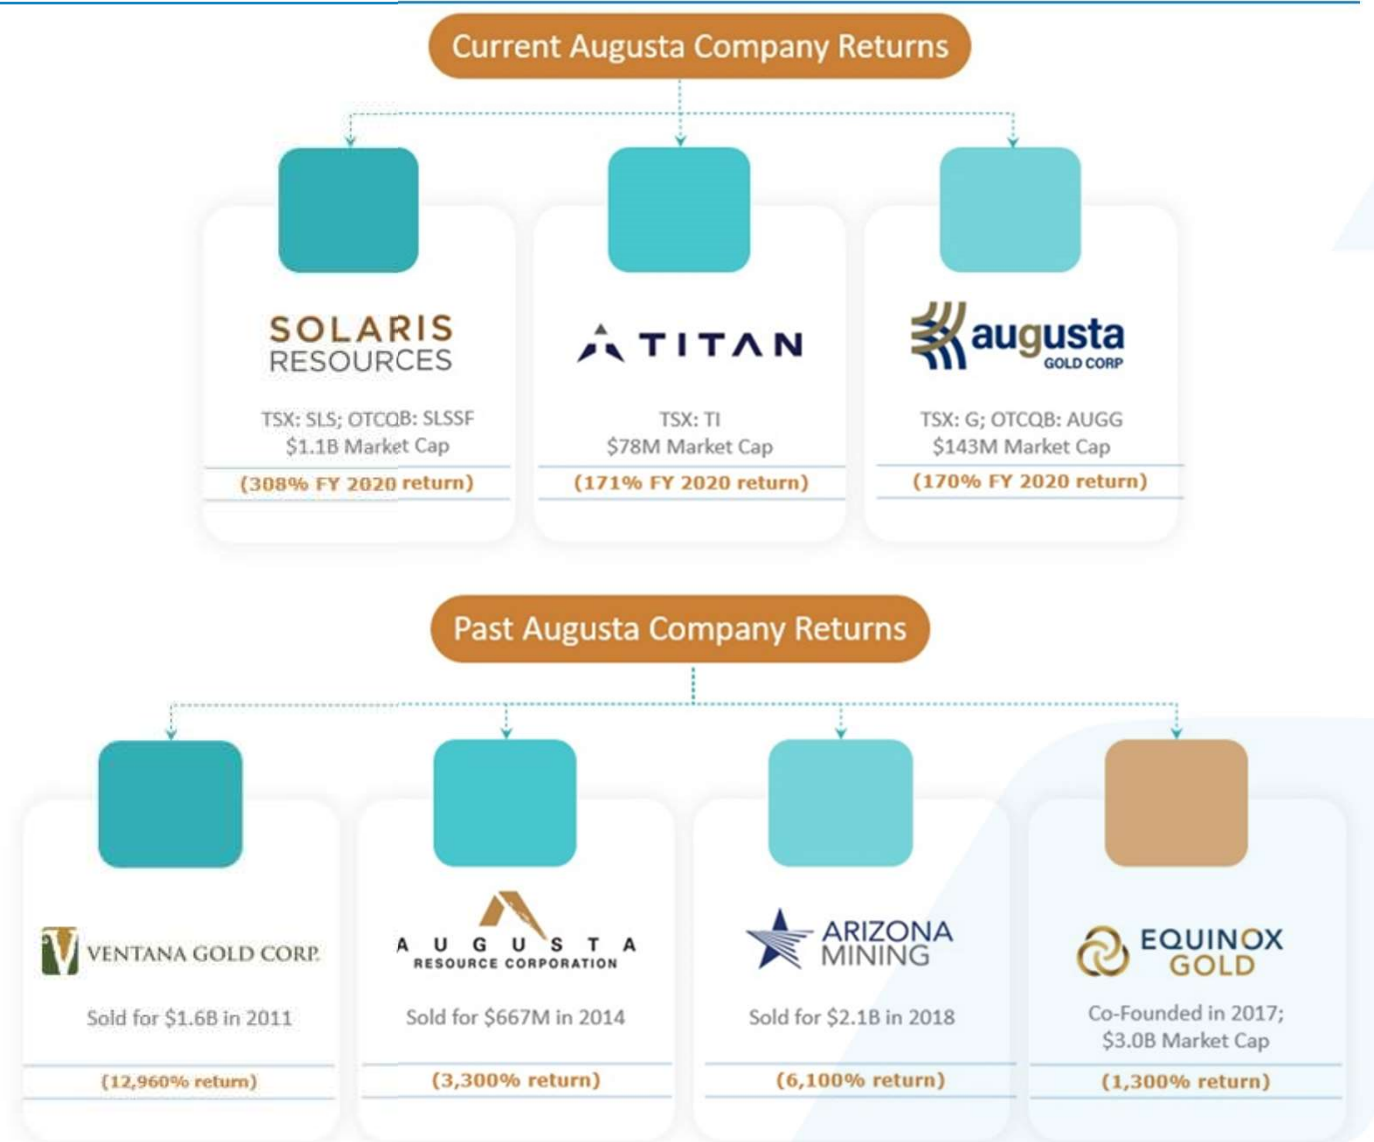 Current Augusta Company Returns
SOLARIS
RESOURCES
TSX: SLS; OTCQB: SLSSF
$1.1B Market Cap
(308% FY 2020 return)
TITAN
TSX: TI
$78M Market Cap
(171% FY 2020 return)
augusta
GOLD CORP
TSX: G; OTCQB: AUGG
$143M Market Cap
(170% FY 2020 return)
Past Augusta Company Returns
V VENTANA GOLD CORP.
Sold for $1.6B in 2011
(12,960% return)
AUGUSTA
RESOURCE CORPORATION
Sold for $667M in 2014
(3,300% return)
ARIZONA
MINING
Sold for $2.1B in 2018
(6,100% return)
EQUINOX
GOLD
Co-Founded in 2017;
$3.0B Market Cap
(1,300% return)